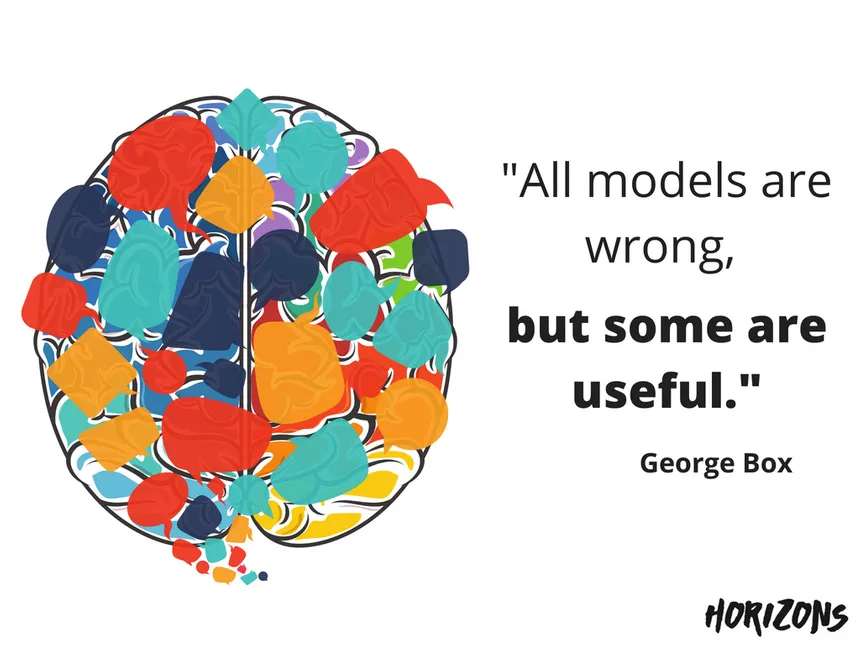 "All models are
wrong,
but some are
useful."
George Box
HORIZONS